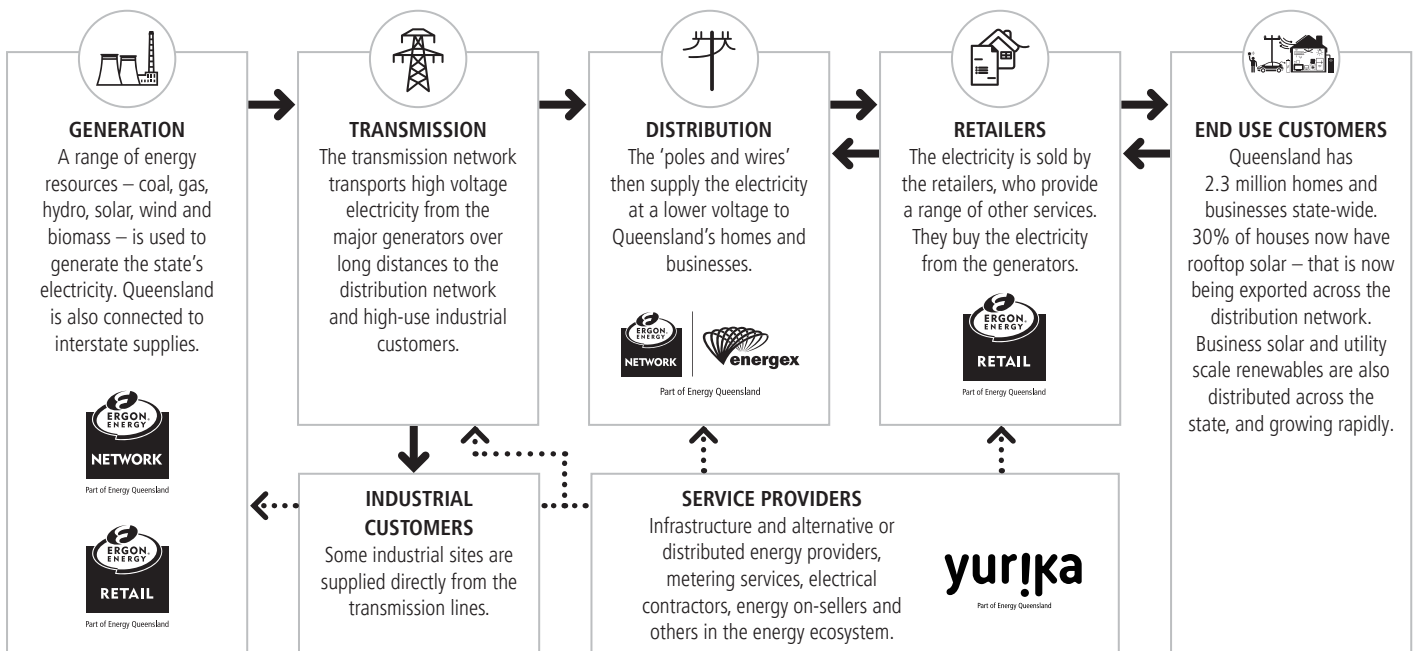 GENERATION
A range of energy
resources – coal, gas,
hydro, solar, wind and
biomass – is used to
generate the state’s
electricity. Queensland
is also connected to
interstate supplies.
ERGON.
ENERGY
NETWORK
Part of Energy Queensland
ERGON.
ENERGY
RETAIL
Part of Energy Queensland
TRANSMISSION
The transmission network
transports high voltage
electricity from the
major generators over
long distances to the
distribution network
and high-use industrial
customers.
INDUSTRIAL
CUSTOMERS
Some industrial sites are
supplied directly from the
transmission lines.
DISTRIBUTION
The ‘poles and wires’
then supply the electricity
at a lower voltage to
Queensland’s homes and
businesses.
ERGON.
ENERGY
NETWORK
energex
Part of Energy Queensland
RETAILERS
The electricity is sold by
the retailers, who provide
a range of other services.
They buy the electricity
from the generators.
ERGON.
ENERGY
RETAIL
Part of Energy Queensland
SERVICE PROVIDERS
Infrastructure and alternative or
distributed energy providers,
metering services, electrical
contractors, energy on-sellers and
others in the energy ecosystem.
yurika
Part of Energy Queensland
END USE CUSTOMERS
Queensland has
2.3 million homes and
businesses state-wide.
30% of houses now have
rooftop solar – that is now
being exported across the
distribution network.
Business solar and utility
scale renewables are also
distributed across the
state, and growing rapidly.